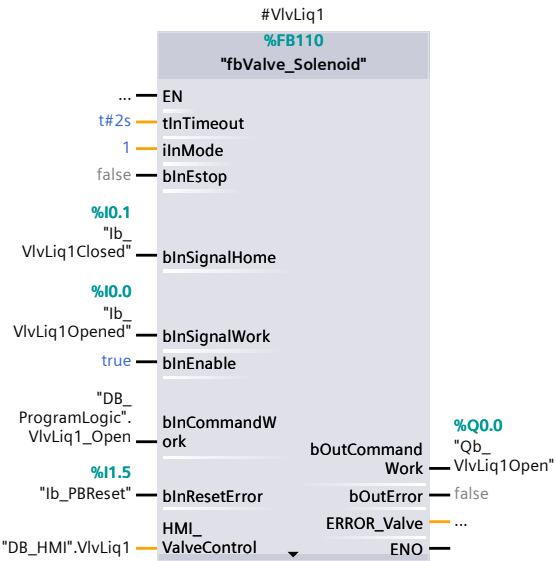 #VlvLiq1
%FB110
"fbValve_Solenoid"
... EN
t#2s tInTimeout
1 iInMode
false bInEstop
%I0.1
"Ib_
VlvLiq1Closed" bInSignalHome
%I0.0
"Ib_
VlvLiq1Opened" bInSignalWork
true bInEnable
"DB_
ProgramLogic".
VlvLiq1_Open
bInCommandW
ork
%I1.5
"Ib_PBReset" bInResetError
HMI_
"DB_HMI".VlvLiq1 ValveControl
%Q0.0
bOutCommand "Qb_
Work VlvLiq1Open"
bOutError false
ERROR_Valve ...
ENO